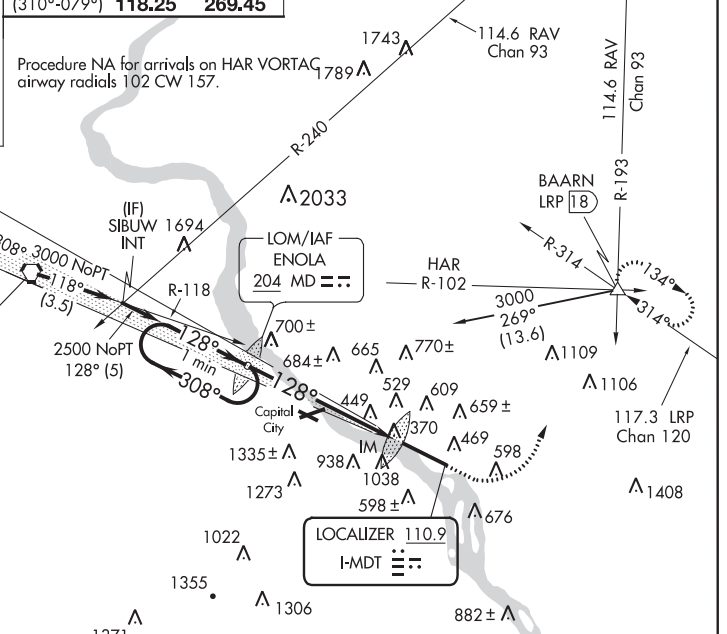 (310°-079°) 118.25 269.45
Procedure NA for arrivals on HAR VORTAC
airway radials 102 CW 157.
1743
1789
114.6 RAV
Chan 93
114.6 RAV
Chan 93
R-240
R-193
2033
BAARN
LRP 18
(IF)
SIBUW
INT
1694
LOM/IAF
ENOLA
204 MD
R-314
134°
314°
HAR
R-102
3000
269°
(13.6)
308° 3000 NoPT
118°
(3.5)
R-118
2500 NoPT
128° (5)
128°
1 min
308°
128°
700 ±
684 ±
665
770 ±
1109
1106
529
609
449
659 ±
Capital
City
370
IM
469
598
117.3 LRP
Chan 120
1335 ±
938
1038
1273
598 ±
676
1408
LOCALIZER 110.9
I-MDT
1022
1355
1306
882 ±
1271